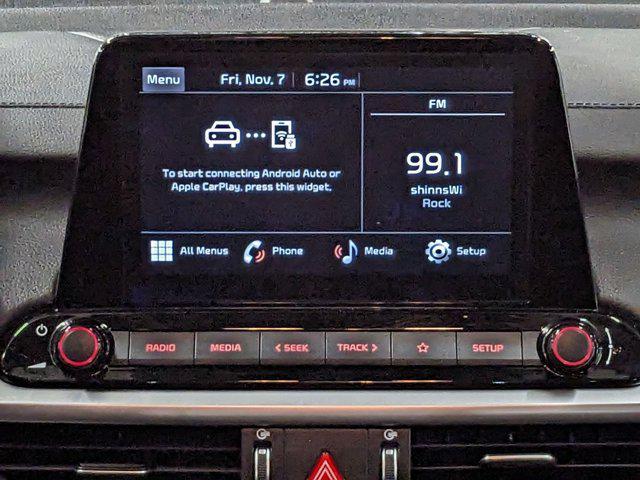 Menu
Fri, Nov. 7
6:26 PM
FM
To start connecting Android Auto or
Apple CarPlay, press this widget.
99.1
shinnsWi
Rock
All Menus
Phone
Media
Setup
RADIO
MEDIA
< SEEK
TRACK >
SETUP